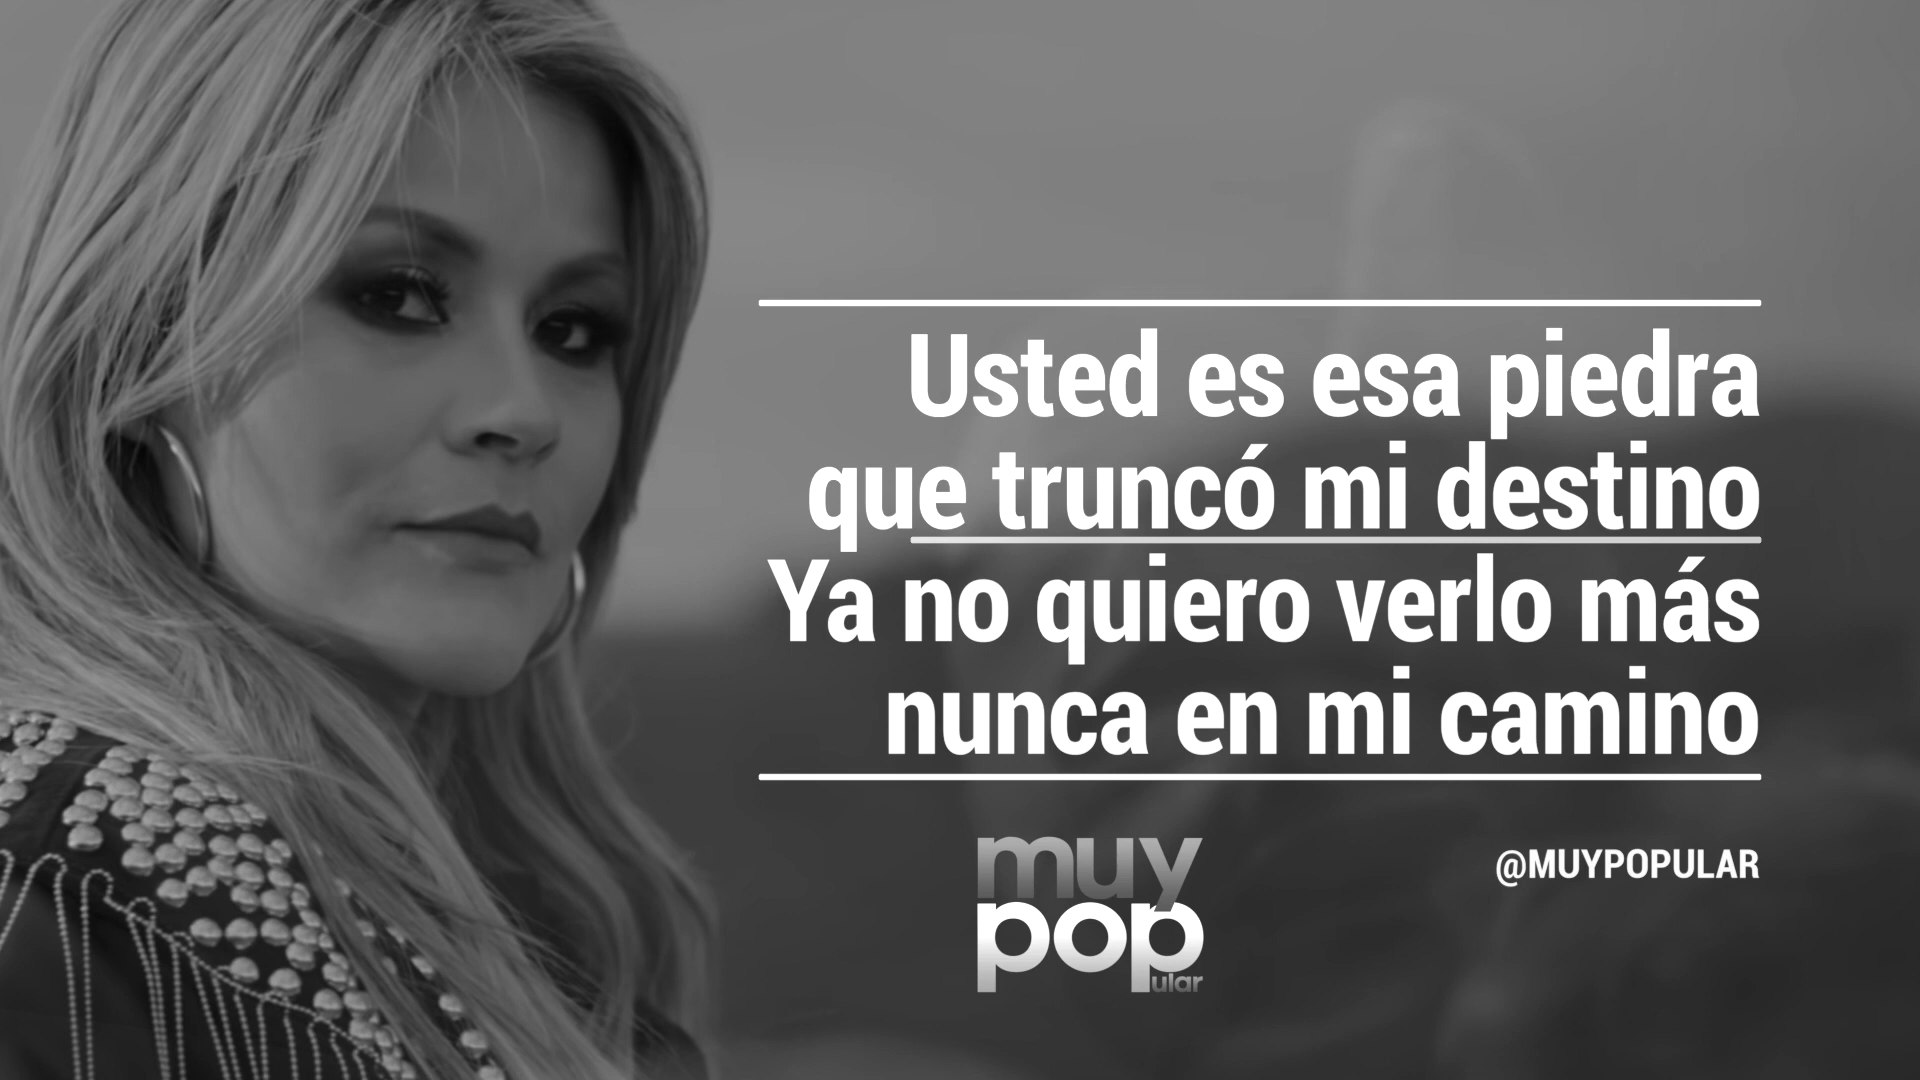 Usted es esa piedra
que truncó mi destino
Ya no quiero verlo más
nunca en mi camino
muy
pop
ular
@MUYPOPULAR